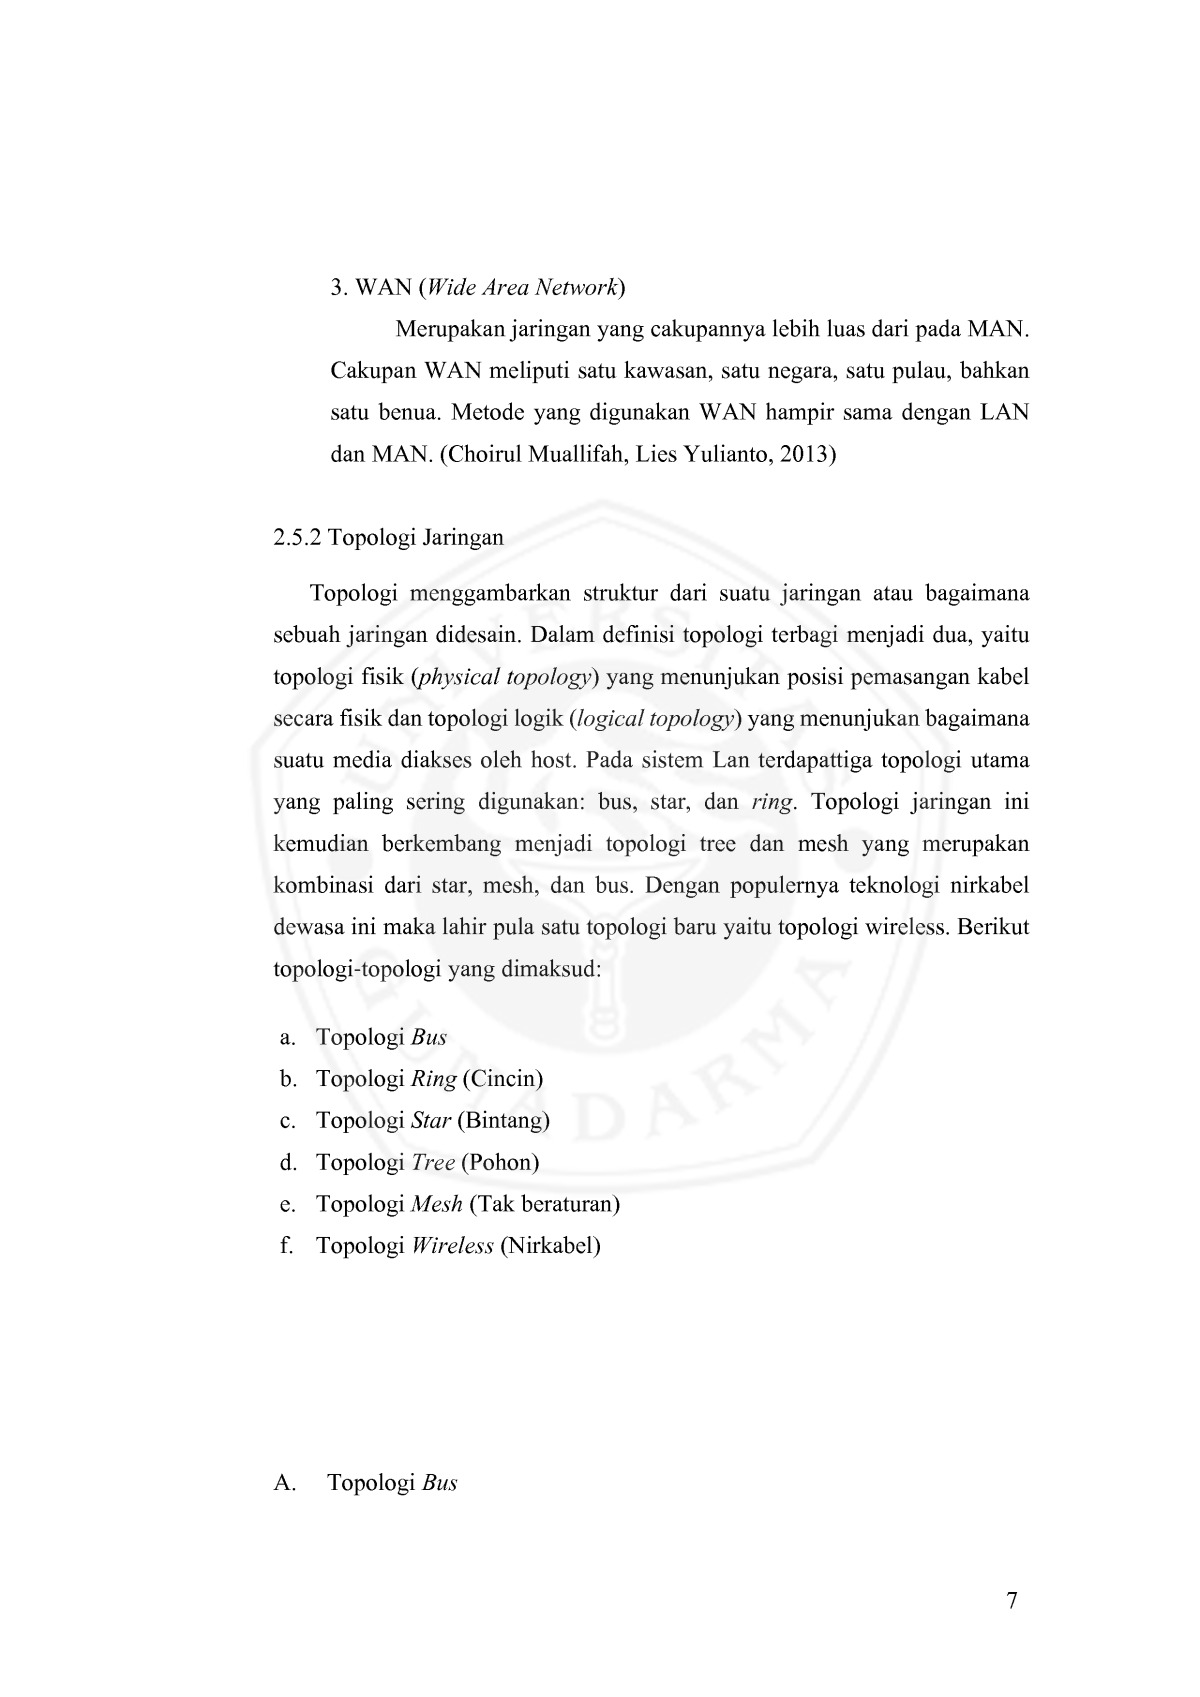 3. WAN (Wide Area Network)
Merupakan jaringan yang cakupannya lebih luas dari pada MAN.
Cakupan WAN meliputi satu kawasan, satu negara, satu pulau, bahkan
satu benua. Metode yang digunakan WAN hampir sama dengan LAN
dan MAN. (Choirul Muallifah, Lies Yulianto, 2013)
2.5.2 Topologi Jaringan
Topologi menggambarkan struktur dari suatu jaringan atau bagaimana
sebuah jaringan didesain. Dalam definisi topologi terbagi menjadi dua, yaitu
topologi fisik (physical topology) yang menunjukan posisi pemasangan kabel
secara fisik dan topologi logik (logical topology) yang menunjukan bagaimana
suatu media diakses oleh host. Pada sistem Lan terdapattiga topologi utama
yang paling sering digunakan: bus, star, dan ring. Topologi jaringan ini
kemudian berkembang menjadi topologi tree dan mesh yang merupakan
kombinasi dari star, mesh, dan bus. Dengan populernya teknologi nirkabel
dewasa ini maka lahir pula satu topologi baru yaitu topologi wireless. Berikut
topologi-topologi yang dimaksud:
a. Topologi Bus
b. Topologi Ring (Cincin)
c. Topologi Star (Bintang)
d. Topologi Tree (Pohon)
e. Topologi Mesh (Tak beraturan)
f. Topologi Wireless (Nirkabel)
A. Topologi Bus
7
UNIVERSITAS
GUNADARMA